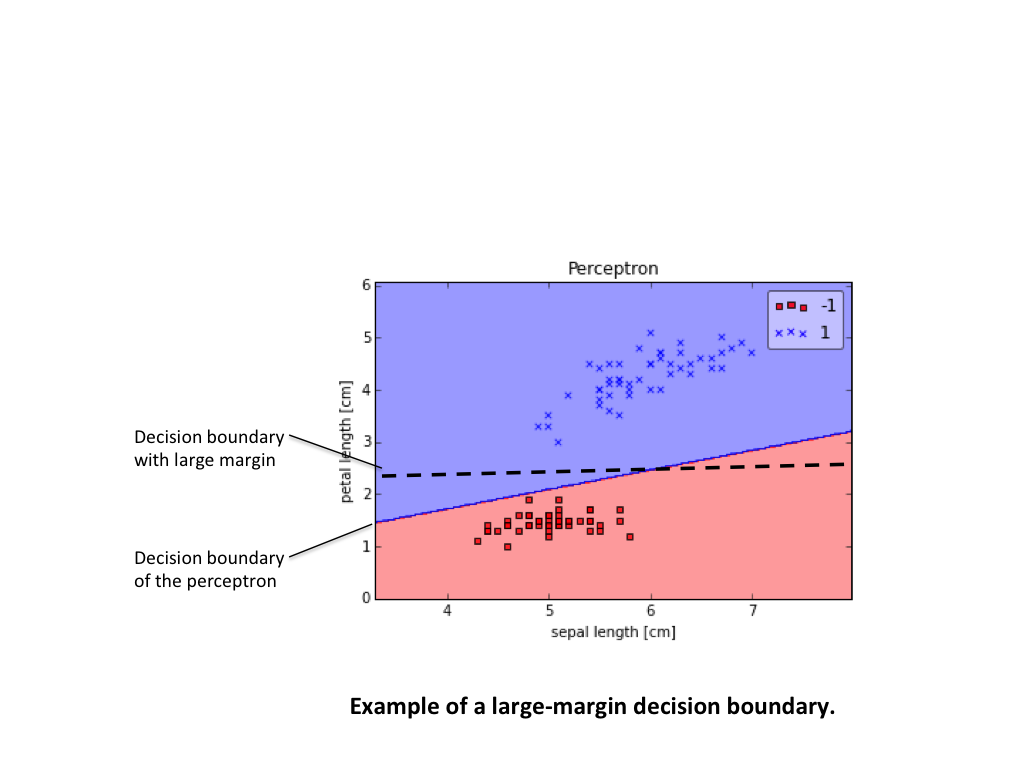 Perceptron
6
5
4
3
2
1
0
petal length [cm]
-1
1
Decision boundary
with large margin
Decision boundary
of the perceptron
4 5 6 7
sepal length [cm]
Example of a large-margin decision boundary.